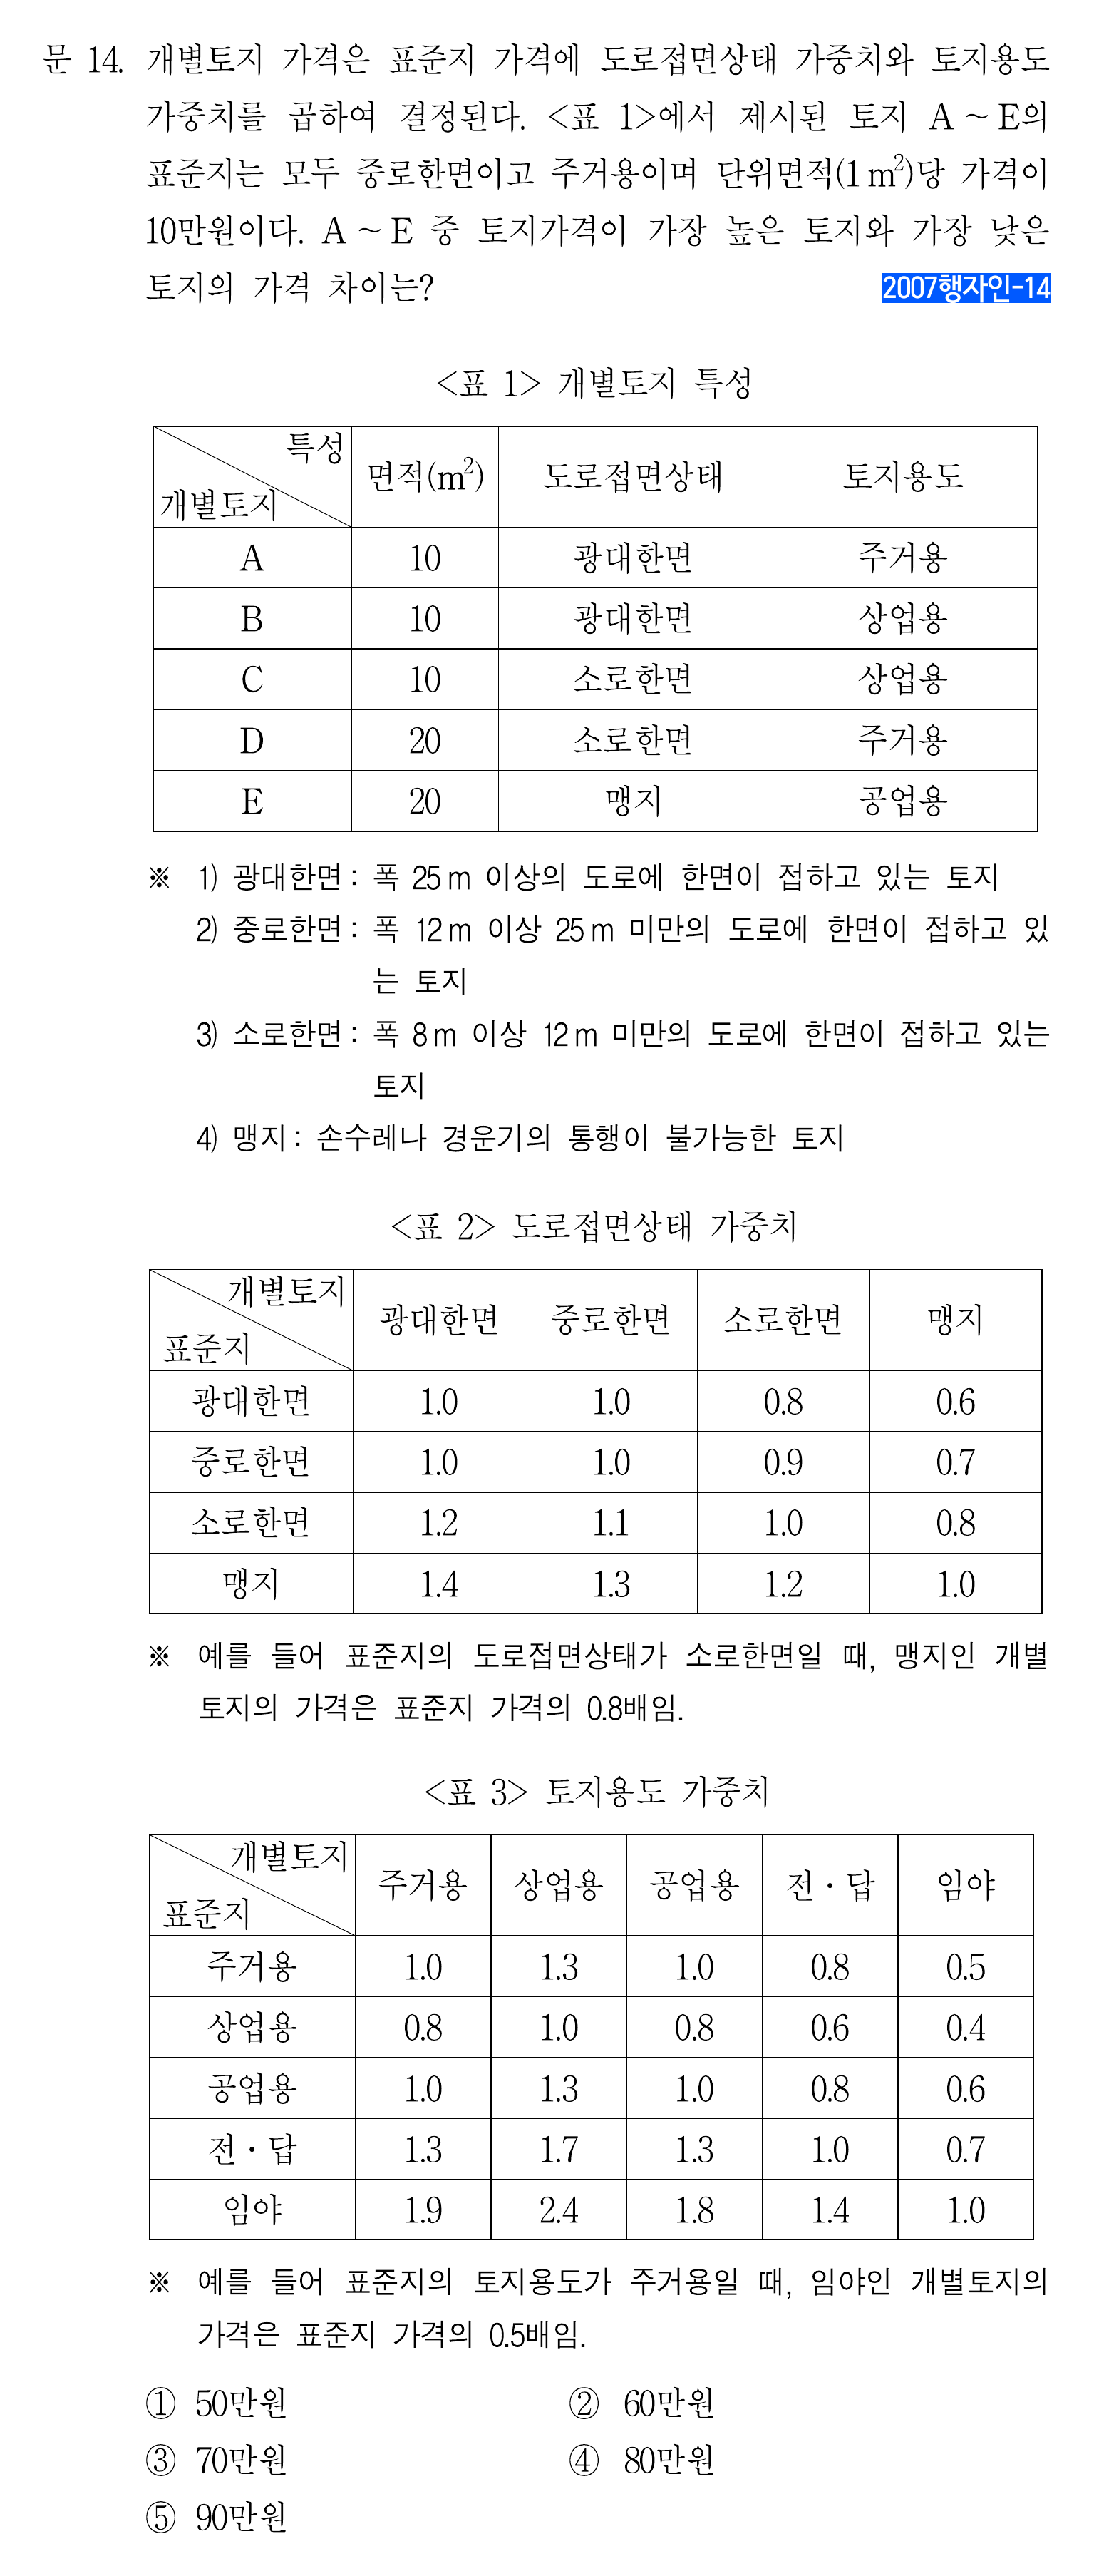 문 14. 개별토지 가격은 표준지 가격에 도로접면상태 가중치와 토지용도
가중치를 곱하여 결정된다. <표 1>에서 제시된 토지 A ~ E의
표준지는 모두 중로한면이고 주거용이며 단위면적(1 m²)당 가격이
10만원이다. A ~ E 중 토지가격이 가장 높은 토지와 가장 낮은
토지의 가격 차이는? 2007행자인-14
<표 1> 개별토지 특성
특성
개별토지 면적(m²) 도로접면상태 토지용도
A 10 광대한면 주거용
B 10 광대한면 상업용
C 10 소로한면 상업용
D 20 소로한면 주거용
E 20 맹지 공업용
※ 1) 광대한면 : 폭 25 m 이상의 도로에 한면이 접하고 있는 토지
2) 중로한면 : 폭 12 m 이상 25 m 미만의 도로에 한면이 접하고 있
는 토지
3) 소로한면 : 폭 8 m 이상 12 m 미만의 도로에 한면이 접하고 있는
토지
4) 맹지 : 손수레나 경운기의 통행이 불가능한 토지
<표 2> 도로접면상태 가중치
개별토지
표준지 광대한면 중로한면 소로한면 맹지
광대한면 1.0 1.0 0.8 0.6
중로한면 1.0 1.0 0.9 0.7
소로한면 1.2 1.1 1.0 0.8
맹지 1.4 1.3 1.2 1.0
※ 예를 들어 표준지의 도로접면상태가 소로한면일 때, 맹지인 개별
토지의 가격은 표준지 가격의 0.8배임.
<표 3> 토지용도 가중치
개별토지
표준지 주거용 상업용 공업용 전·답 임야
주거용 1.0 1.3 1.0 0.8 0.5
상업용 0.8 1.0 0.8 0.6 0.4
공업용 1.0 1.3 1.0 0.8 0.6
전·답 1.3 1.7 1.3 1.0 0.7
임야 1.9 2.4 1.8 1.4 1.0
※ 예를 들어 표준지의 토지용도가 주거용일 때, 임야인 개별토지의
가격은 표준지 가격의 0.5배임.
① 50만원 ② 60만원
③ 70만원 ④ 80만원
⑤ 90만원